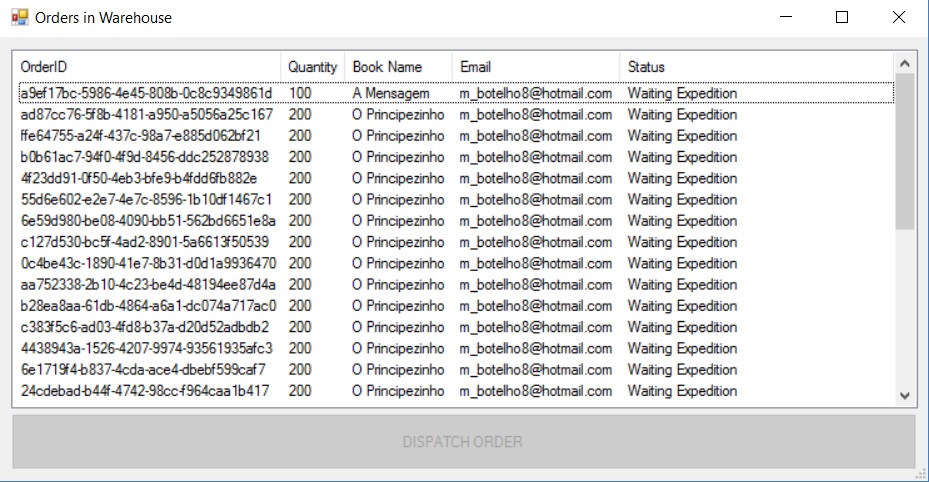 Orders in Warehouse
OrderID Quantity Book Name Email Status
a9ef17bc-5986-4e45-808b-0c8c9349861d 100 A Mensagem m_botelho8@hotmail.com Waiting Expedition
ad87cc76-5f8b-4181-a950-a5056a25c167 200 O Principezinho m_botelho8@hotmail.com Waiting Expedition
ffe64755-a24f-437c-98a7-e885d062bf21 200 O Principezinho m_botelho8@hotmail.com Waiting Expedition
b0b61ac7-94f0-4f9d-8456-ddc252878938 200 O Principezinho m_botelho8@hotmail.com Waiting Expedition
4f23dd91-0f50-4eb3-bfe9-b4fdd6fb882e 200 O Principezinho m_botelho8@hotmail.com Waiting Expedition
55d6e602-e2e7-4e7c-8596-1b10df1467c1 200 O Principezinho m_botelho8@hotmail.com Waiting Expedition
6e59d980-be08-4090-bb51-562bd6651e8a 200 O Principezinho m_botelho8@hotmail.com Waiting Expedition
c127d530-bc5f-4ad2-8901-5a6613f50539 200 O Principezinho m_botelho8@hotmail.com Waiting Expedition
0c4be43c-1890-41e7-8b31-d0d1a9936470 200 O Principezinho m_botelho8@hotmail.com Waiting Expedition
aa752338-2b10-4c23-be4d-48194ee87d4a 200 O Principezinho m_botelho8@hotmail.com Waiting Expedition
b28ea8aa-61db-4864-a6a1-dc074a717ac0 200 O Principezinho m_botelho8@hotmail.com Waiting Expedition
c383f5c6-ad03-4fd8-b37a-d20d52adbdb2 200 O Principezinho m_botelho8@hotmail.com Waiting Expedition
4438943a-1526-4207-9974-93561935afc3 200 O Principezinho m_botelho8@hotmail.com Waiting Expedition
6e1719f4-b837-4cda-ace4-dbebf599caf7 200 O Principezinho m_botelho8@hotmail.com Waiting Expedition
24cdebad-b44f-4742-98cc-f964caa1b417 200 O Principezinho m_botelho8@hotmail.com Waiting Expedition
DISPATCH ORDER